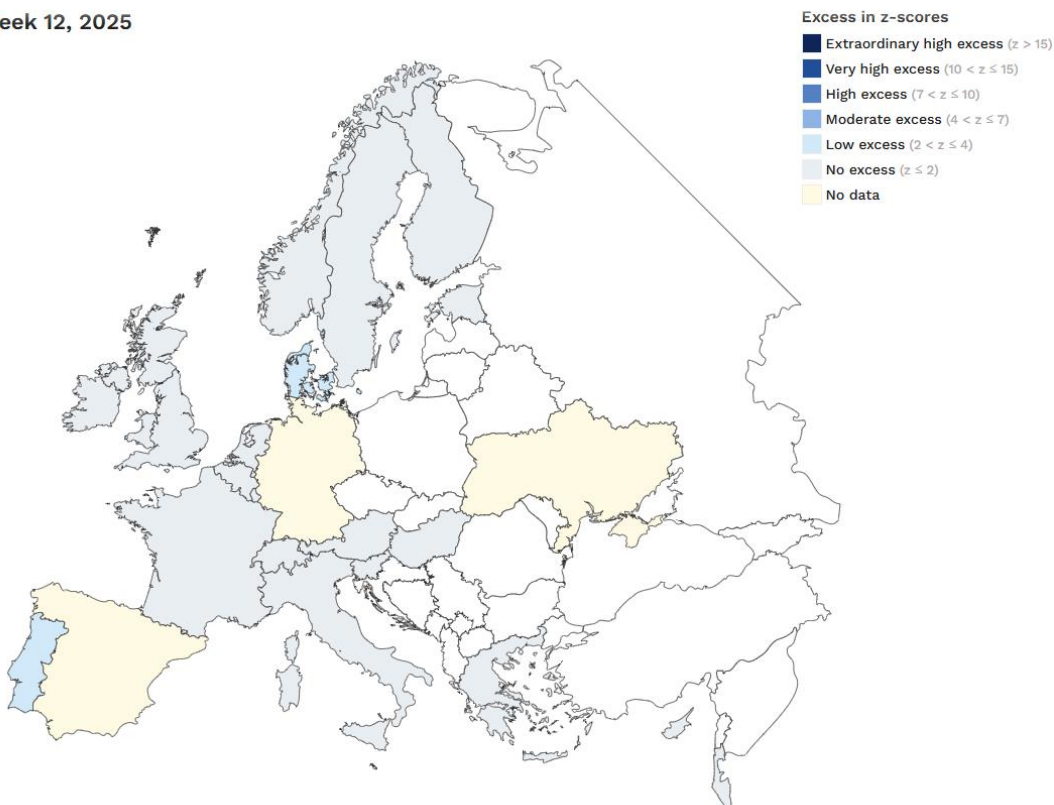 eek 12, 2025
Excess in z-scores
Extraordinary high excess (z > 15)
Very high excess (10 < z ≤ 15)
High excess (7 < z ≤ 10)
Moderate excess (4 < z ≤ 7)
Low excess (2 < z ≤ 4)
No excess (z ≤ 2)
No data